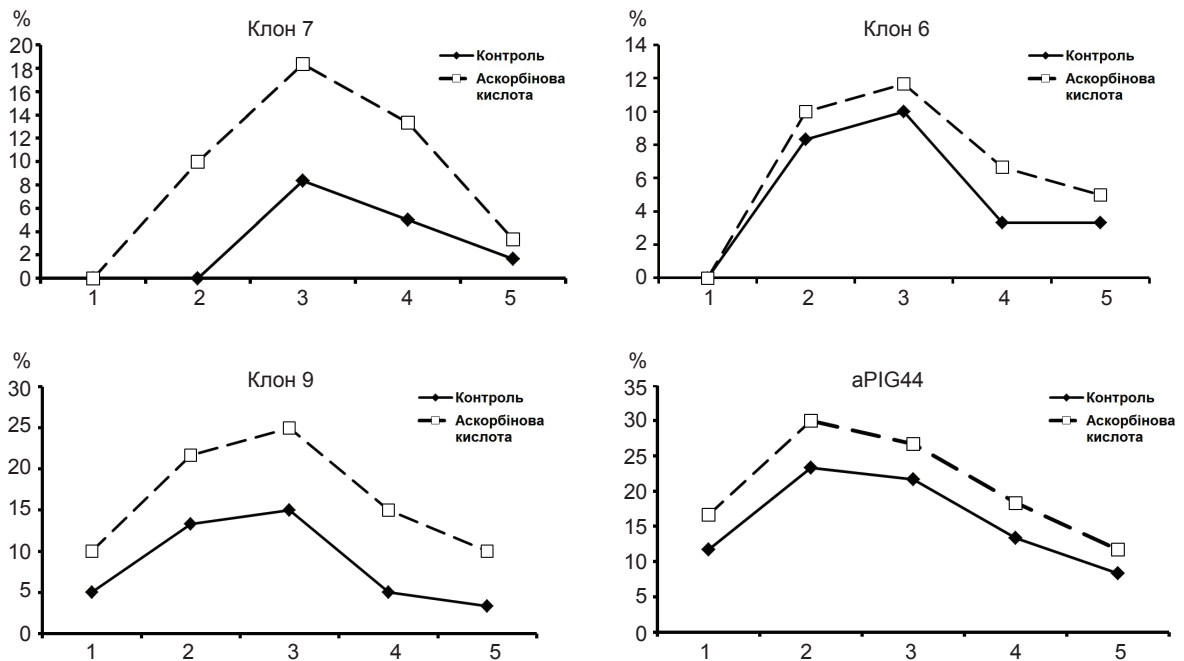 %
Клон 7
20
18
16
14
12
10
8
6
4
2
0
1 2 3 4 5
Контроль
Аскорбінова
кислота
%
Клон 6
14
12
10
8
6
4
2
0
1 2 3 4 5
Контроль
Аскорбінова
кислота
%
Клон 9
30
25
20
15
10
5
0
1 2 3 4 5
Контроль
Аскорбінова
кислота
%
aPIG44
35
30
25
20
15
10
5
0
1 2 3 4 5
Контроль
Аскорбінова
кислота